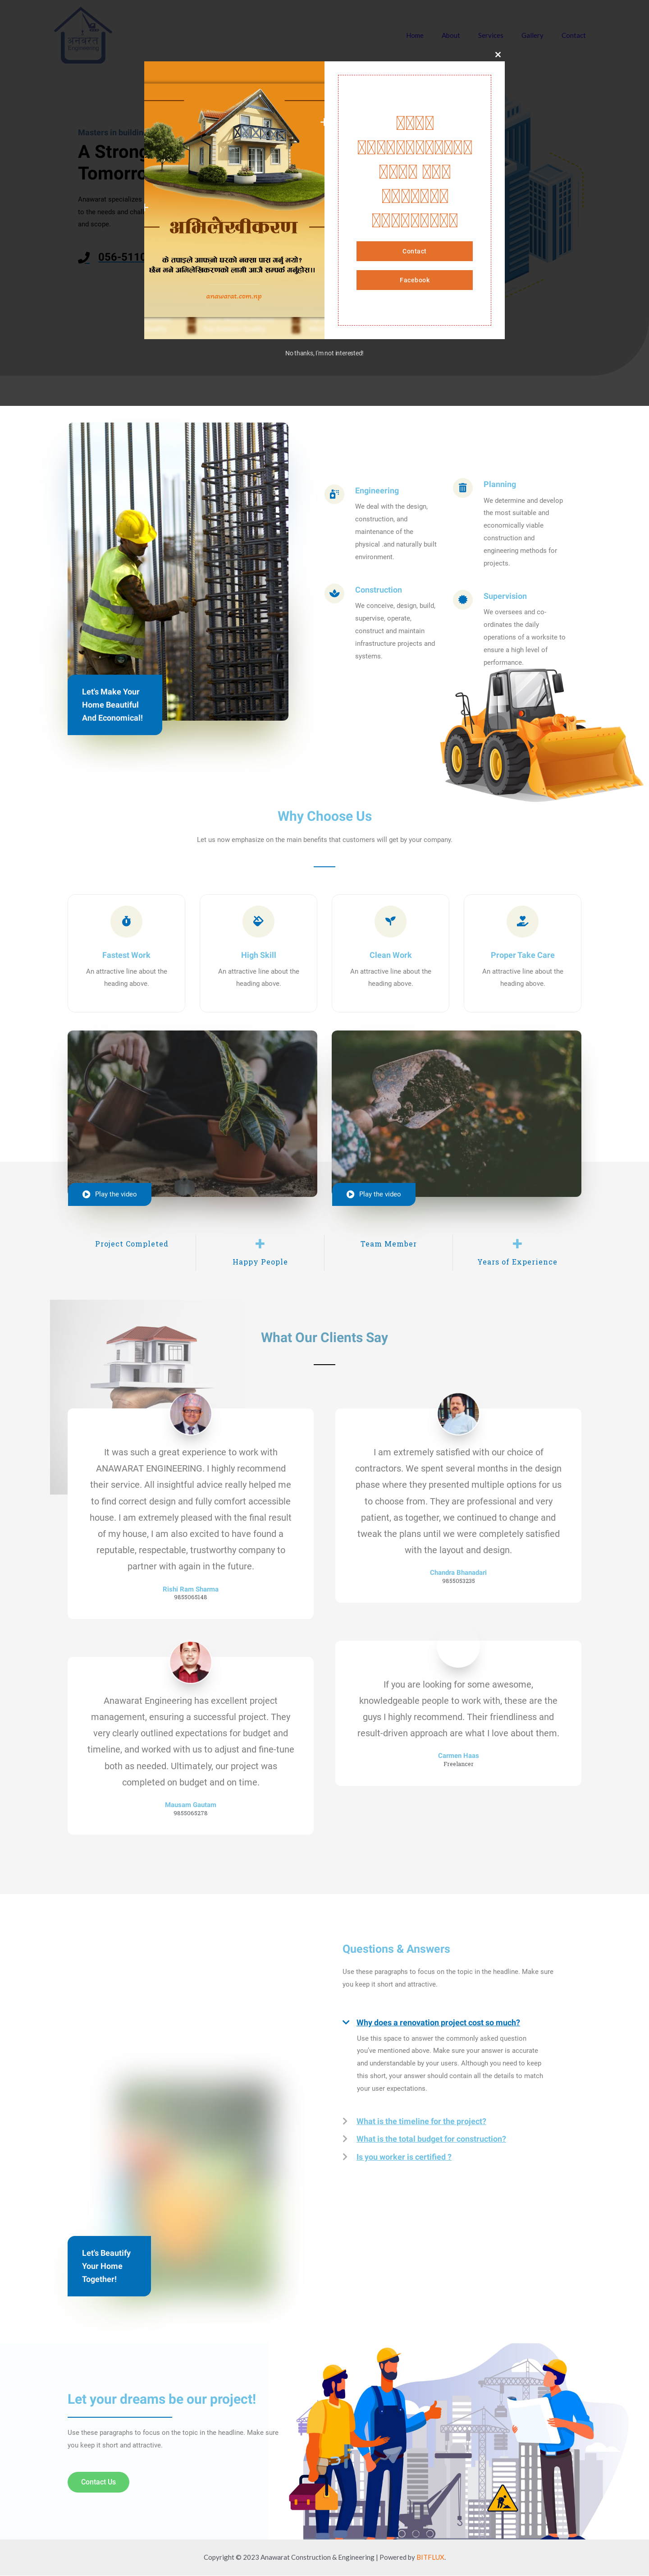 अनवरत
Engineering
Home
About
Services
Gallery
Contact
Masters in building
A Strong
Tomorro
Anawarat specializes
to the needs and chal
and scope.
056-5110
×
अभिलेखीकरण
के तपाइले आफ्नो घरको नक्सा पास गर्नु भयो?
छैन भने अभिलेखिकरणको लागी आजै सम्पर्क गर्नुहोस।।
anawarat.com.np
Contact
Facebook
No thanks, I'm not interested!
Let's Make Your
Home Beautiful
And Economical!
Engineering
We deal with the design,
construction, and
maintenance of the
physical .and naturally built
environment.
Construction
We conceive, design, build,
supervise, operate,
construct and maintain
infrastructure projects and
systems.
Planning
We determine and develop
the most suitable and
economically viable
construction and
engineering methods for
projects.
Supervision
We oversees and co-
ordinates the daily
operations of a worksite to
ensure a high level of
performance.
Why Choose Us
Let us now emphasize on the main benefits that customers will get by your company.
Fastest Work
An attractive line about the
heading above.
High Skill
An attractive line about the
heading above.
Clean Work
An attractive line about the
heading above.
Proper Take Care
An attractive line about the
heading above.
Play the video
Play the video
Project Completed
+
Happy People
Team Member
+
Years of Experience
What Our Clients Say
It was such a great experience to work with
ANAWARAT ENGINEERING. I highly recommend
their service. All insightful advice really helped me
to find correct design and fully comfort accessible
house. I am extremely pleased with the final result
of my house, I am also excited to have found a
reputable, respectable, trustworthy company to
partner with again in the future.
Rishi Ram Sharma
9855065148
I am extremely satisfied with our choice of
contractors. We spent several months in the design
phase where they presented multiple options for us
to choose from. They are professional and very
patient, as together, we continued to change and
tweak the plans until we were completely satisfied
with the layout and design.
Chandra Bhanadari
9855053235
Anawarat Engineering has excellent project
management, ensuring a successful project. They
very clearly outlined expectations for budget and
timeline, and worked with us to adjust and fine-tune
both as needed. Ultimately, our project was
completed on budget and on time.
Mausam Gautam
9855065278
If you are looking for some awesome,
knowledgeable people to work with, these are the
guys I highly recommend. Their friendliness and
result-driven approach are what I love about them.
Carmen Haas
Freelancer
Questions & Answers
Use these paragraphs to focus on the topic in the headline. Make sure
you keep it short and attractive.
Why does a renovation project cost so much?
Use this space to answer the commonly asked question
you've mentioned above. Make sure your answer is accurate
and understandable by your users. Although you need to keep
this short, your answer should contain all the details to match
your user expectations.
What is the timeline for the project?
What is the total budget for construction?
Is you worker is certified ?
Let's Beautify
Your Home
Together!
Let your dreams be our project!
Use these paragraphs to focus on the topic in the headline. Make sure
you keep it short and attractive.
Contact Us
Copyright © 2023 Anawarat Construction & Engineering | Powered by BITFLUX.